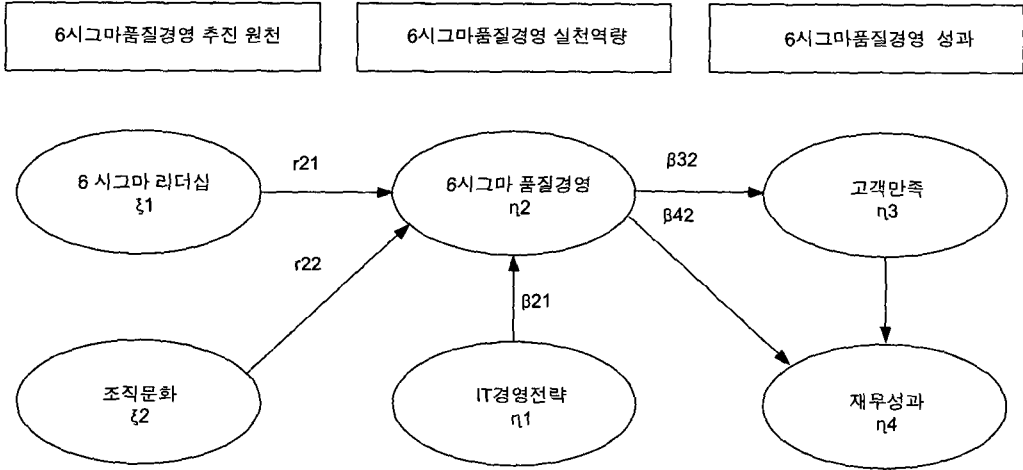 6시그마품질경영 추진 원천
6시그마품질경영 실천역량
6시그마품질경영 성과
6 시그마 리더십
ξ1
r21
6시그마 품질경영
η2
β32
β42
고객만족
η3
r22
β21
조직문화
ξ2
IT경영전략
η1
재무성과
η4